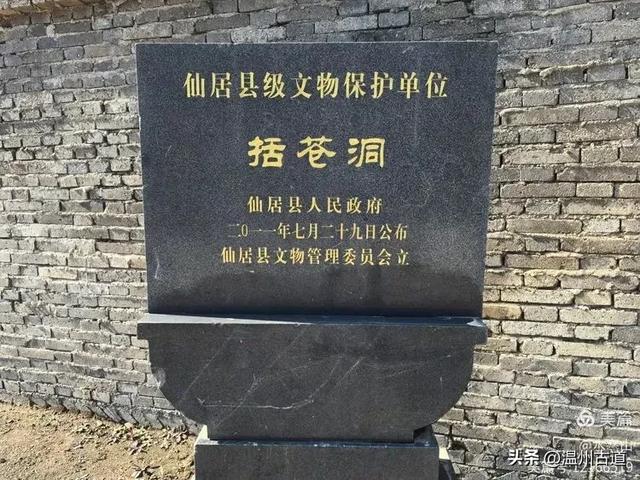 仙居县级文物保护单位
括苍洞
仙居县人民政府
二〇一一年七月二十九日公布
仙居县文物管理委员会立
美篇
头条 @温州古道